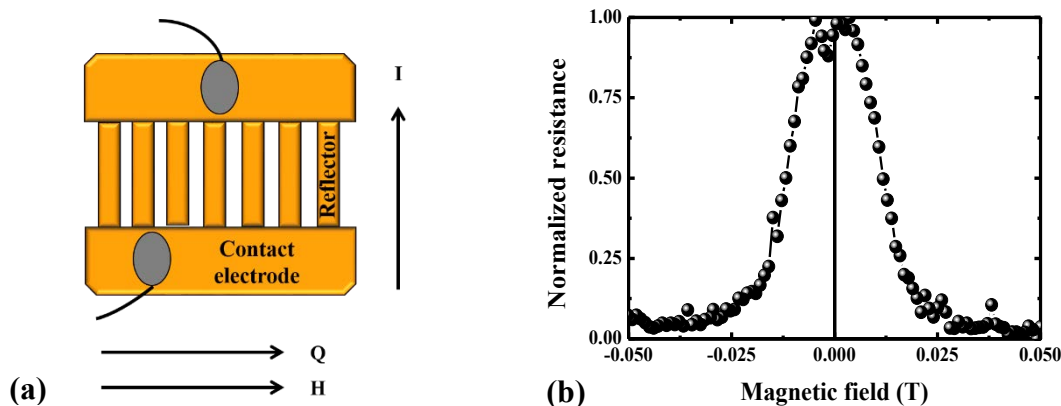 I
Reflector
Contact
electrode
Q
H
(a)
Normalized resistance
1.00
0.75
0.50
0.25
0.00
-0.050
-0.025
0.000
0.025
0.050
Magnetic field (T)
(b)